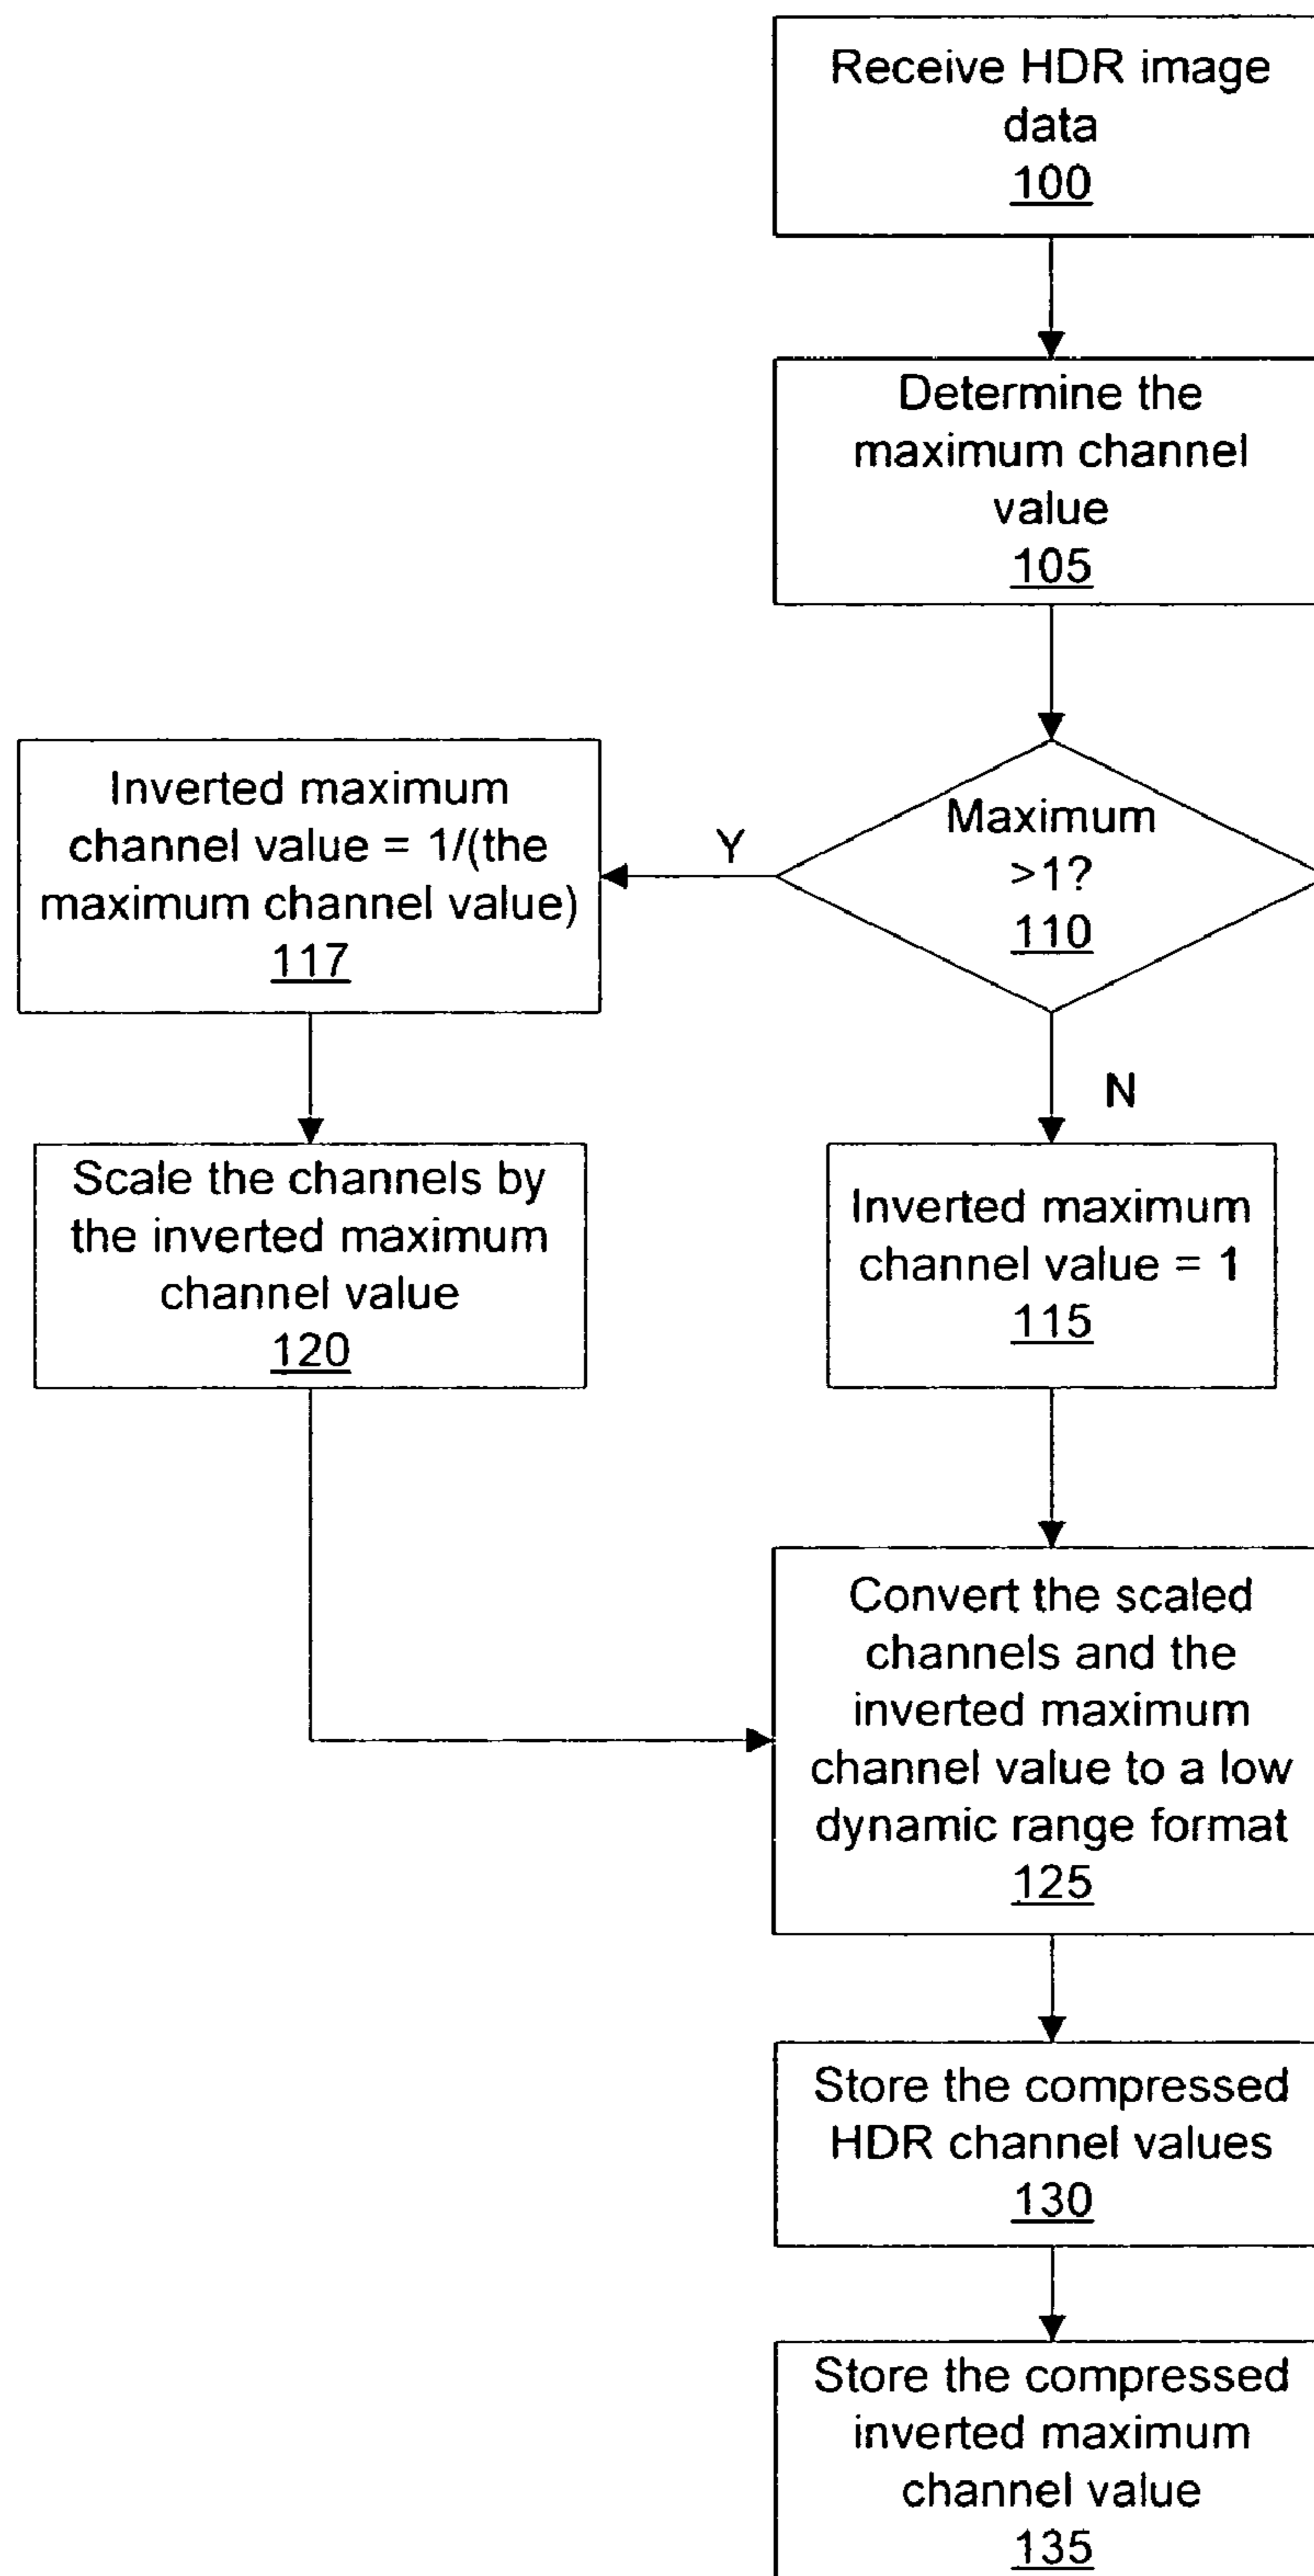 Receive HDR image
data
100
Determine the
maximum channel
value
105
Maximum
>1?
110
Y
N
Inverted maximum
channel value = 1/(the
maximum channel value)
117
Scale the channels by
the inverted maximum
channel value
120
Inverted maximum
channel value = 1
115
Convert the scaled
channels and the
inverted maximum
channel value to a low
dynamic range format
125
Store the compressed
HDR channel values
130
Store the compressed
inverted maximum
channel value
135